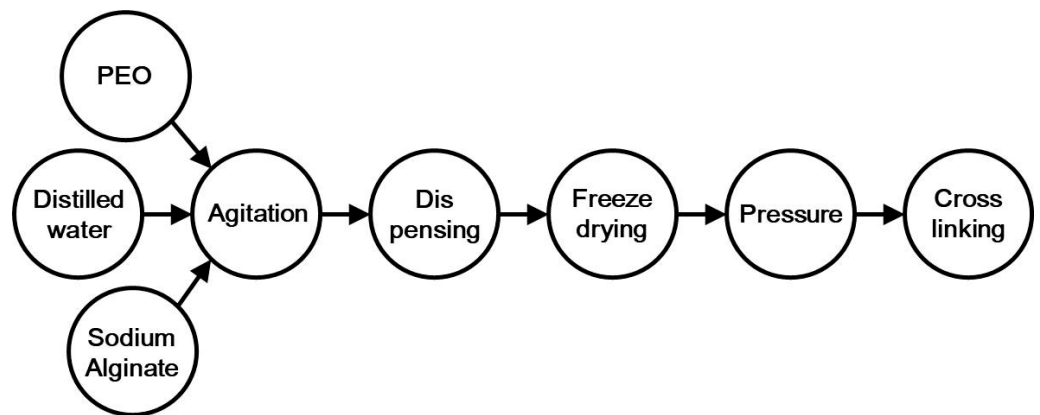 PEO
Distilled
water
Sodium
Alginate
Agitation
Dis
pensing
Freeze
drying
Pressure
Cross
linking